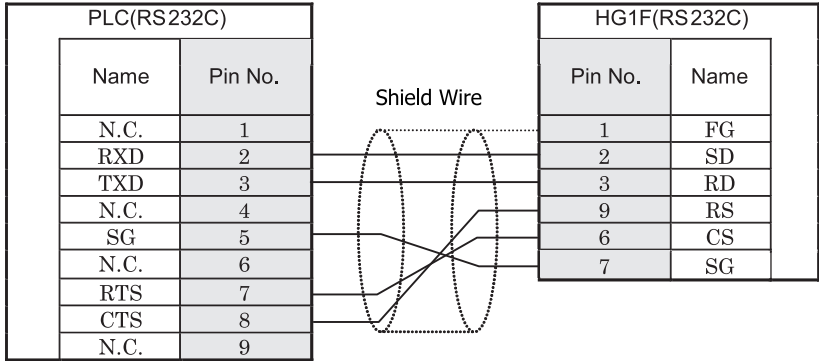 PLC(RS232C)
Name Pin No.
N.C. 1
RXD 2
TXD 3
N.C. 4
SG 5
N.C. 6
RTS 7
CTS 8
N.C. 9
Shield Wire
HG1F(RS232C)
Pin No. Name
1 FG
2 SD
3 RD
9 RS
6 CS
7 SG